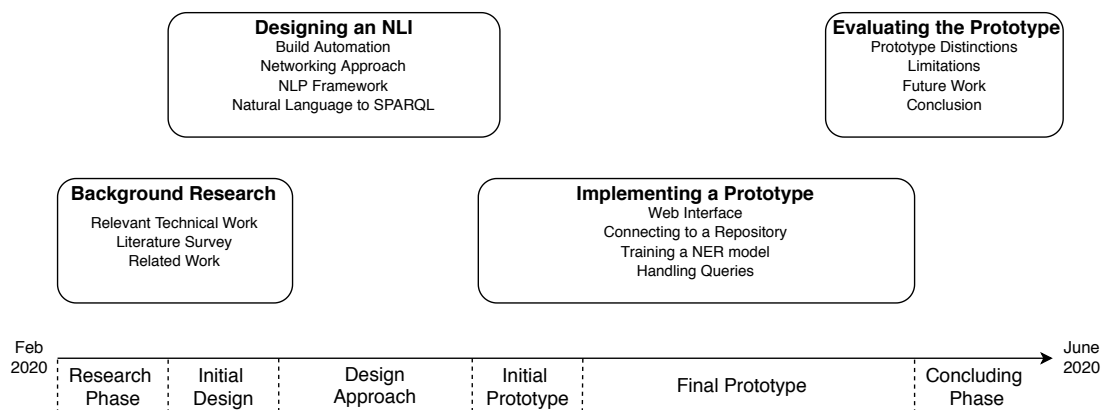 Designing an NLI
Build Automation
Networking Approach
NLP Framework
Natural Language to SPARQL
Evaluating the Prototype
Prototype Distinctions
Limitations
Future Work
Conclusion
Background Research
Relevant Technical Work
Literature Survey
Related Work
Implementing a Prototype
Web Interface
Connecting to a Repository
Training a NER model
Handling Queries
Feb
2020
June
2020
Research
Phase
Initial
Design
Design
Approach
Initial
Prototype
Final Prototype
Concluding
Phase